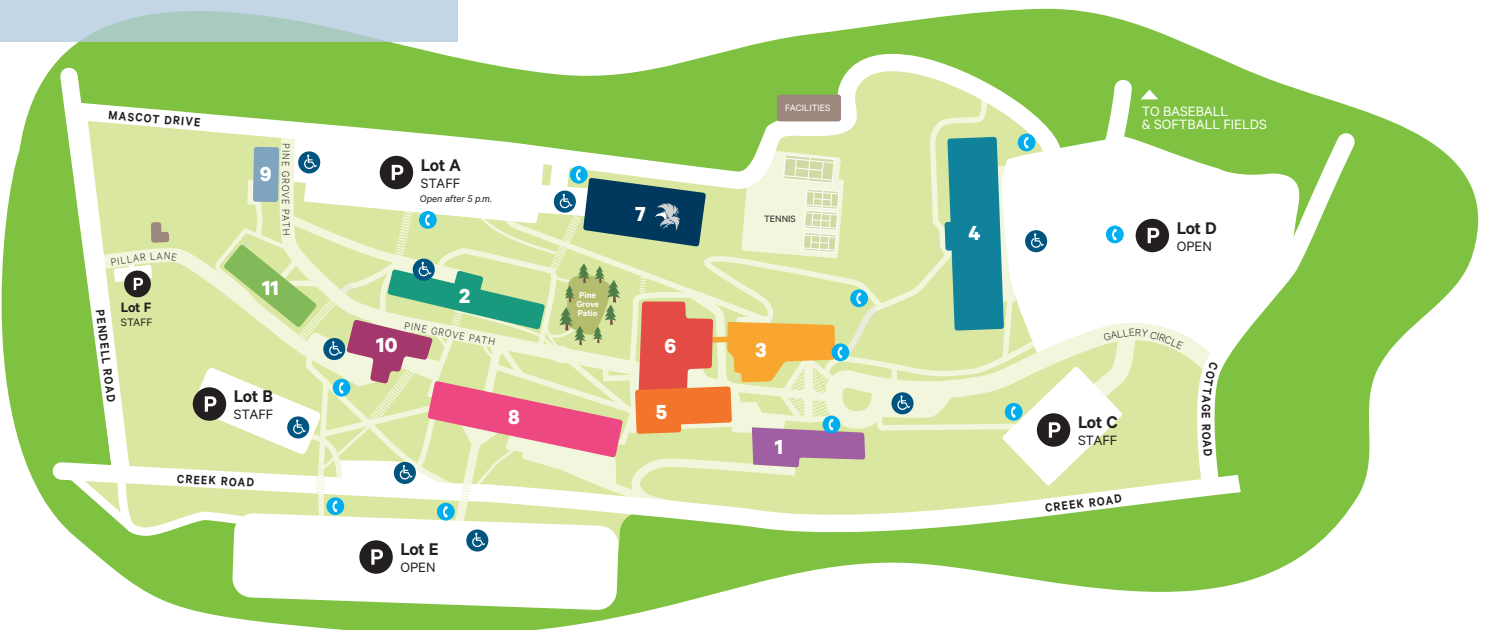 FACILITIES
TO BASEBALL
& SOFTBALL FIELDS
MASCOT DRIVE
PINE GROVE PATH
9
P
Lot A
STAFF
Open after 5 p.m.
7
TENNIS
4
P
Lot D
OPEN
PILLAR LANE
P
Lot F
STAFF
11
2
Pine
Grove
Patio
PINE GROVE PATH
10
6
3
GALLERY CIRCLE
PENDELL ROAD
P
Lot B
STAFF
8
5
1
P
Lot C
STAFF
COTTAGE ROAD
CREEK ROAD
CREEK ROAD
P
Lot E
OPEN